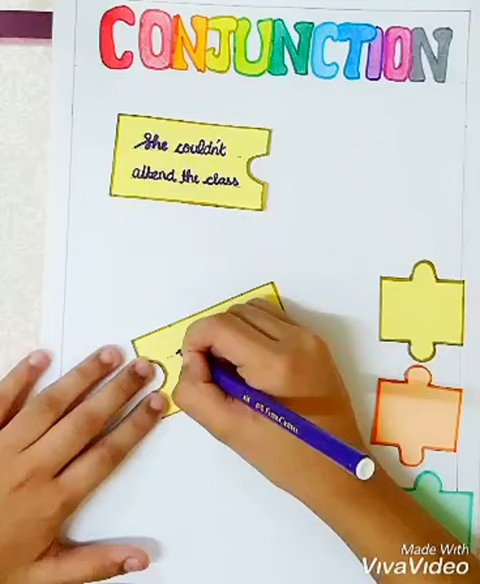 CONJUNCTION
She couldn't
attend the class
Made With
VivaVideo